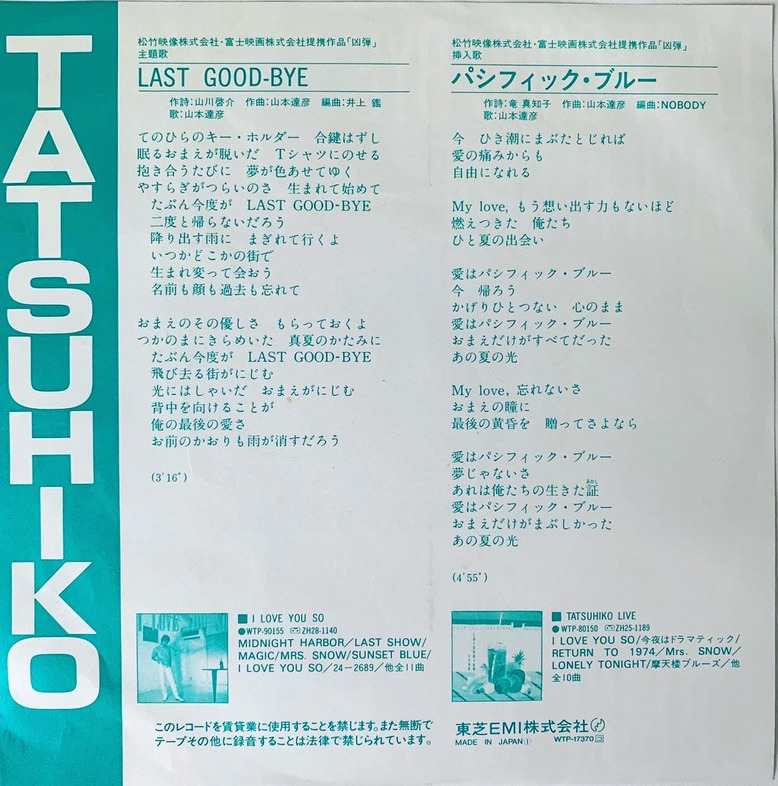 TATSUHIKO
松竹映像株式会社・富士映画株式会社提携作品「凶弾」
主題歌
LAST GOOD-BYE
作詩:山川啓介 作曲:山本達彦 編曲:井上 鑑
歌:山本達彦
てのひらのキー・ホルダー 合鍵はずし
眠るおまえが脱いだ Tシャツにのせる
抱き合うたびに 夢が色あせてゆく
やすらぎがつらいのさ 生まれて始めて
たぶん今度が LAST GOOD-BYE
二度と帰らないだろう
降り出す雨に まぎれて行くよ
いつかどこかの街で
生まれ変って会おう
名前も顔も過去も忘れて
おまえのその優しさ もらっておくよ
つかのまにきらめいた 真夏のかたみに
たぶん今度が LAST GOOD-BYE
飛び去る街がにじむ
光にはしゃいだ おまえがにじむ
背中を向けることが
俺の最後の愛さ
お前のかおりも雨が消すだろう
(3′16″)
松竹映像株式会社・富士映画株式会社提携作品「凶弾」
挿入歌
パシフィック・ブルー
作詩:竜 真知子 作曲:山本達彦 編曲:NOBODY
歌:山本達彦
今 ひき潮にまぶたとじれば
愛の痛みからも
自由になれる
My love, もう想い出す力もないほど
燃えつきた 俺たち
ひと夏の出会い
愛はパシフィック・ブルー
今 帰ろう
かげりひとつない 心のまま
愛はパシフィック・ブルー
おまえだけがすべてだった
あの夏の光
My love, 忘れないさ
おまえの瞳に
最後の黄昏を 贈ってさよなら
愛はパシフィック・ブルー
夢じゃないさ
あれは俺たちの生きた証
愛はパシフィック・ブルー
おまえだけがまぶしかった
あの夏の光
(4′55″)
■ I LOVE YOU SO
●WTP-90155 ZH28-1140
MIDNIGHT HARBOR/LAST SHOW/
MAGIC/MRS. SNOW/SUNSET BLUE/
I LOVE YOU SO/24-2689/他全11曲
■ TATSUHIKO LIVE
●WTP-80150 ZH25-1189
I LOVE YOU SO/今夜はドラマティック/
RETURN TO 1974/Mrs. SNOW/
LONELY TONIGHT/摩天楼ブルーズ/他
全10曲
このレコードを賃貸業に使用することを禁じます。また無断で
テープその他に録音することは法律で禁じられています。
東芝EMI株式会社
MADE IN JAPAN① WTP-17370